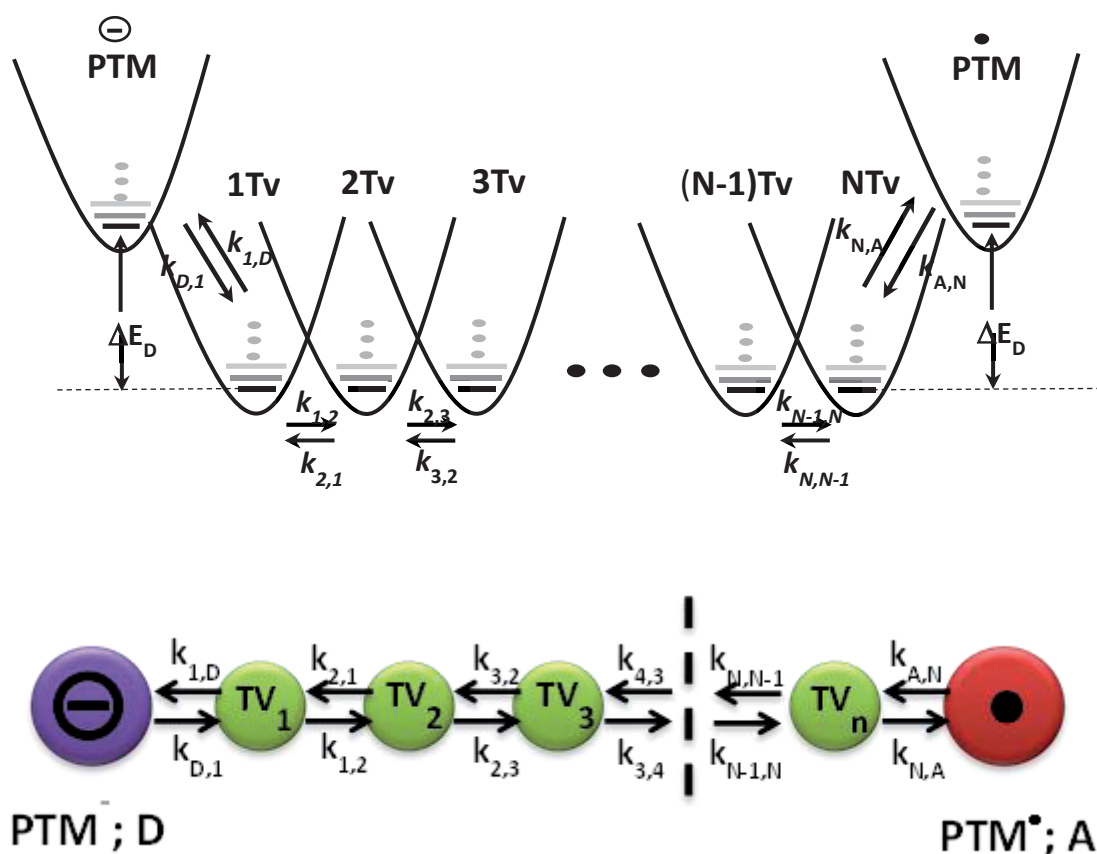 ⊖
PTM
•
PTM
1Tv 2Tv 3Tv (N-1)Tv NTv
k1,D
kD,1
kN,A
kA,N
△ED
△ED
k1,2 k2,3 kN-1,N
k2,1 k3,2 kN,N-1
k1,D k2,1 k3,2 k4,3 kN,N-1 kA,N
TV1 TV2 TV3 TVn
kD,1 k1,2 k2,3 k3,4 kN-1,N kN,A
PTM-; D PTM•; A